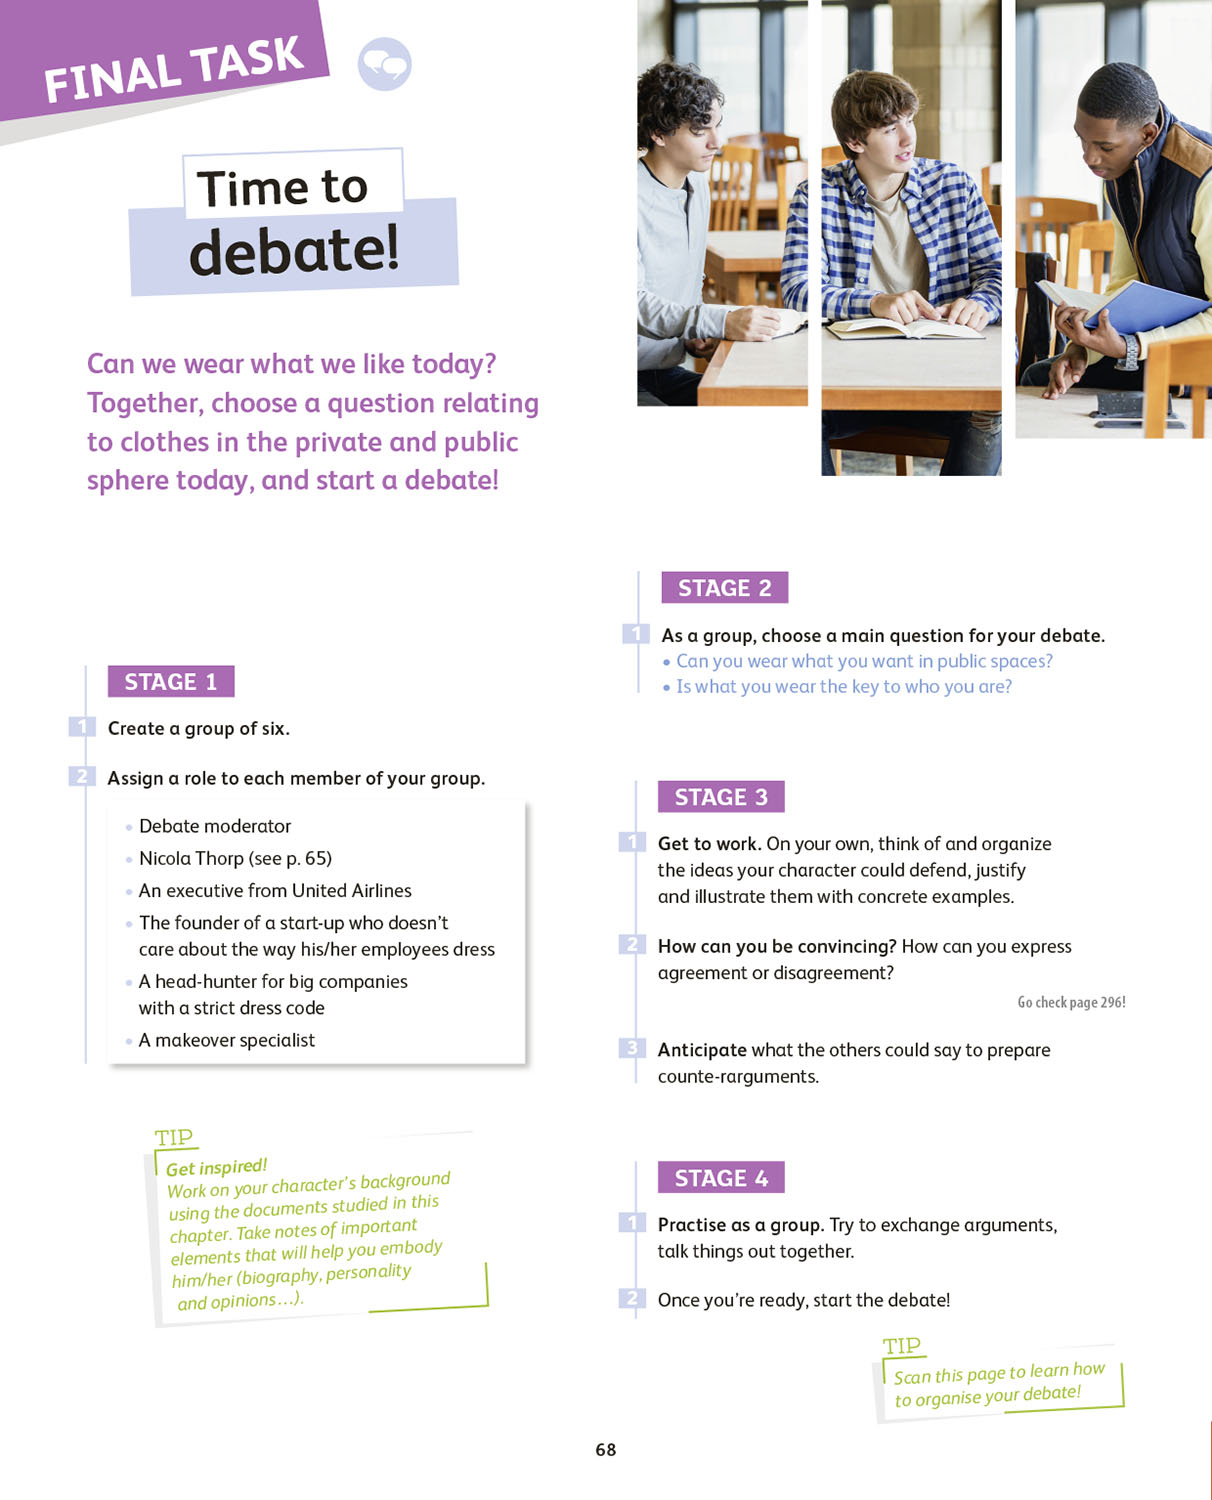 FINAL TASK
Time to
debate!
Can we wear what we like today?
Together, choose a question relating
to clothes in the private and public
sphere today, and start a debate!
STAGE 1
1 Create a group of six.
2 Assign a role to each member of your group.
• Debate moderator
• Nicola Thorp (see p. 65)
• An executive from United Airlines
• The founder of a start-up who doesn't
care about the way his/her employees dress
• A head-hunter for big companies
with a strict dress code
• A makeover specialist
TIP
Get inspired!
Work on your character's background
using the documents studied in this
chapter. Take notes of important
elements that will help you embody
him/her (biography, personality
and opinions...).
STAGE 2
1 As a group, choose a main question for your debate.
• Can you wear what you want in public spaces?
• Is what you wear the key to who you are?
STAGE 3
1 Get to work. On your own, think of and organize
the ideas your character could defend, justify
and illustrate them with concrete examples.
2 How can you be convincing? How can you express
agreement or disagreement?
Go check page 296!
3 Anticipate what the others could say to prepare
counte-rarguments.
STAGE 4
1 Practise as a group. Try to exchange arguments,
talk things out together.
2 Once you're ready, start the debate!
TIP
Scan this page to learn how
to organise your debate!
68